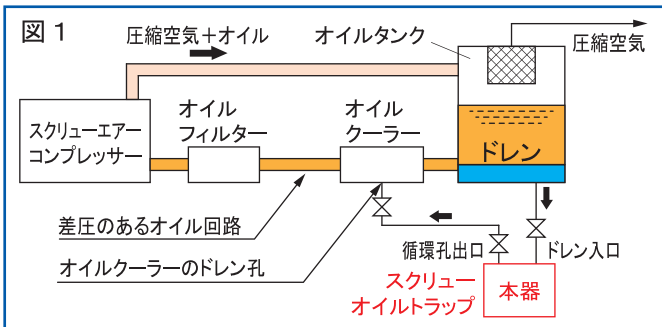 図1
圧縮空気+オイル
オイルタンク
圧縮空気
スクリューエアー
コンプレッサー
オイル
フィルター
オイル
クーラー
ドレン
差圧のあるオイル回路
オイルクーラーのドレン孔
循環孔出口
ドレン入口
スクリュー
オイルトラップ
本器